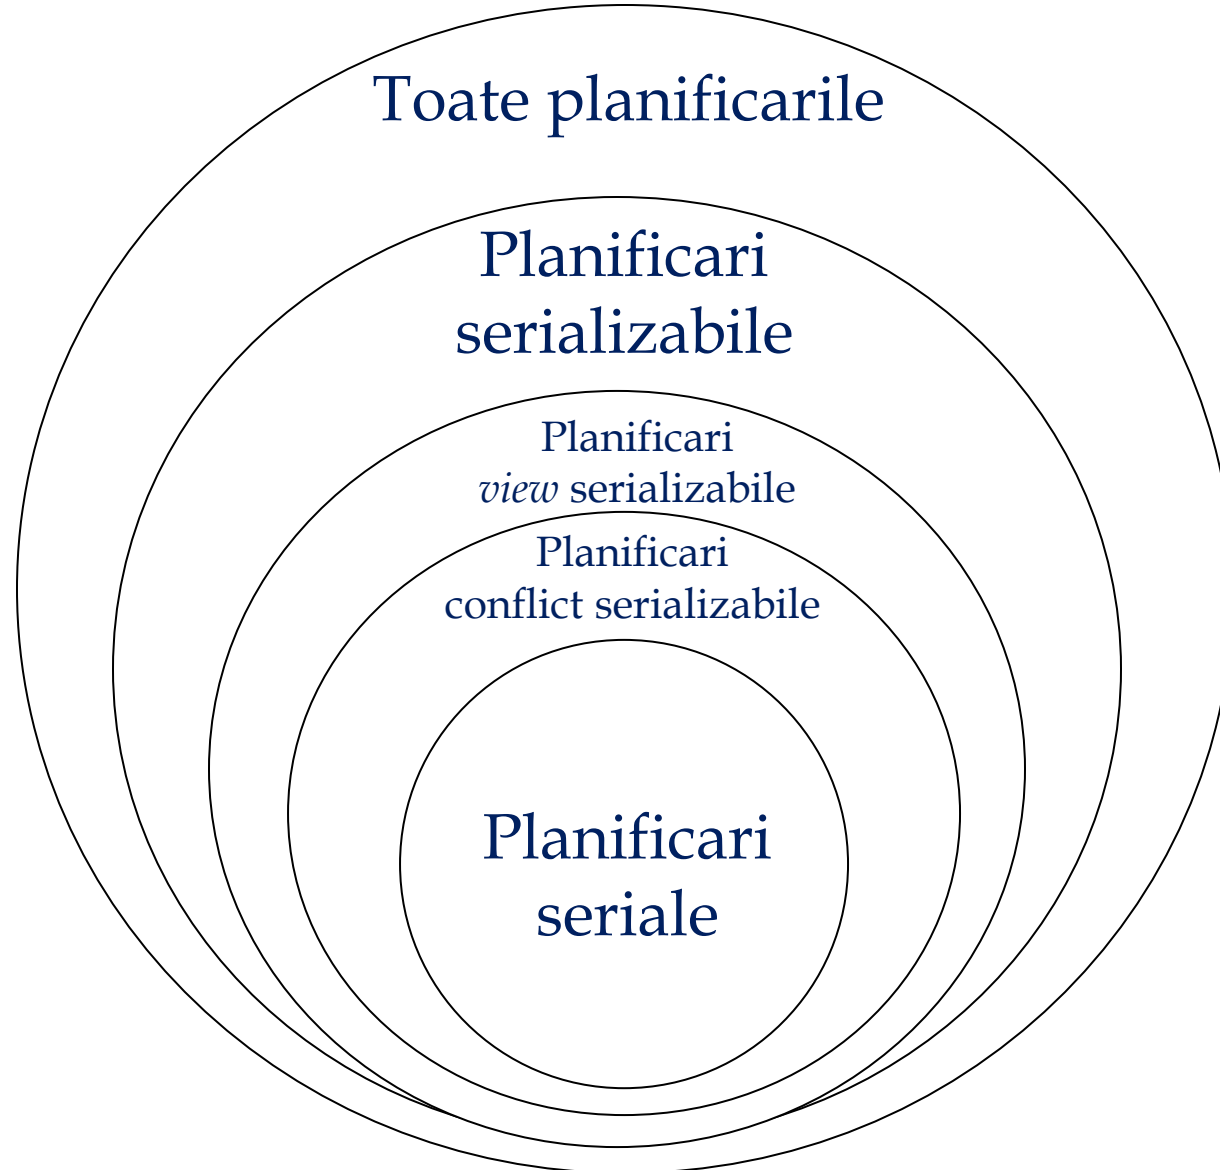 Toate planificarile
Planificari
serializabile
Planificari
view serializabile
Planificari
conflict serializabile
Planificari
seriale